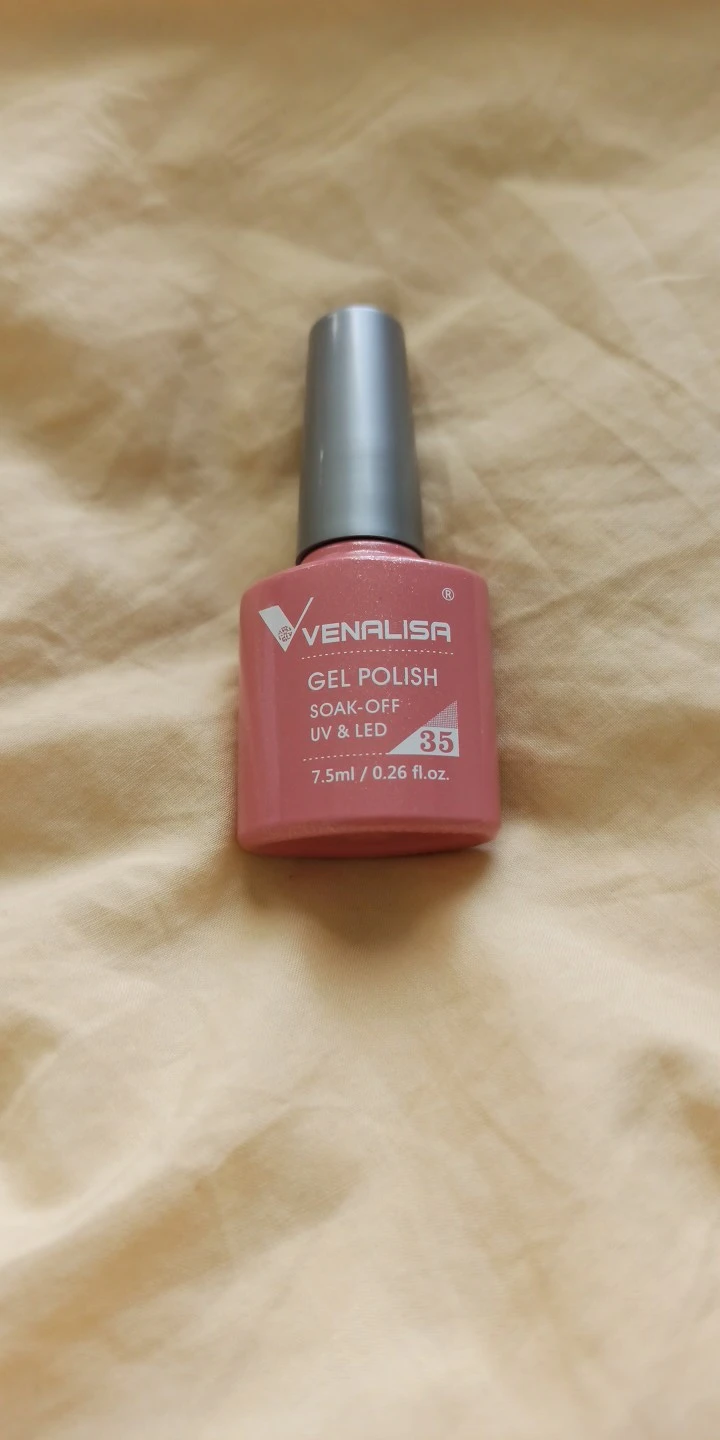 ®
VENALISA
GEL POLISH
SOAK-OFF
UV & LED
35
7.5ml / 0.26 fl.oz.